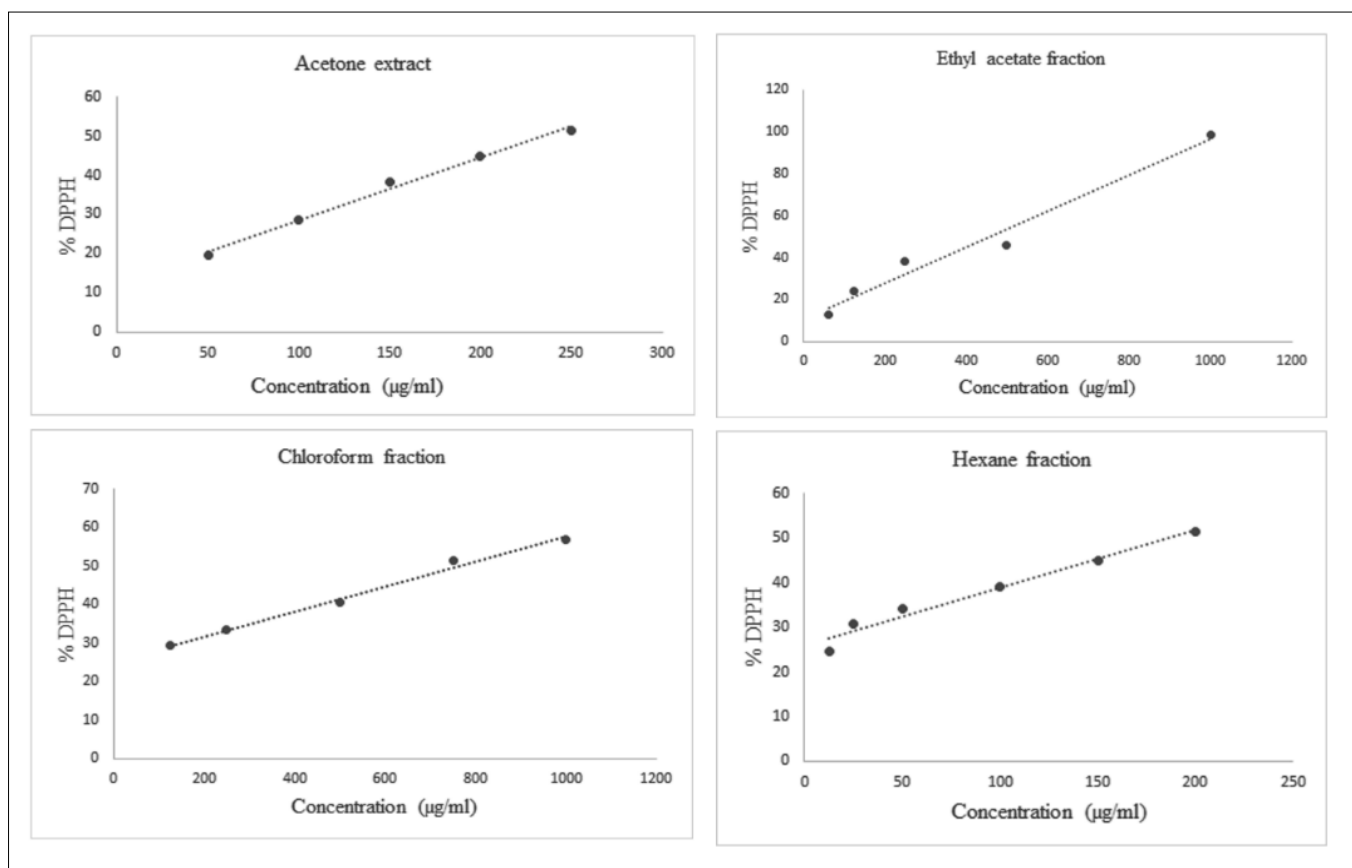 Acetone extract
60
50
40
30
20
10
0
% DPPH
0 50 100 150 200 250 300
Concentration (µg/ml)
Ethyl acetate fraction
120
100
80
60
40
20
0
% DPPH
0 200 400 600 800 1000 1200
Concentration (µg/ml)
Chloroform fraction
70
60
50
40
30
20
10
0
% DPPH
0 200 400 600 800 1000 1200
Concentration (µg/ml)
Hexane fraction
60
50
40
30
20
10
0
% DPPH
0 50 100 150 200 250
Concentration (µg/ml)